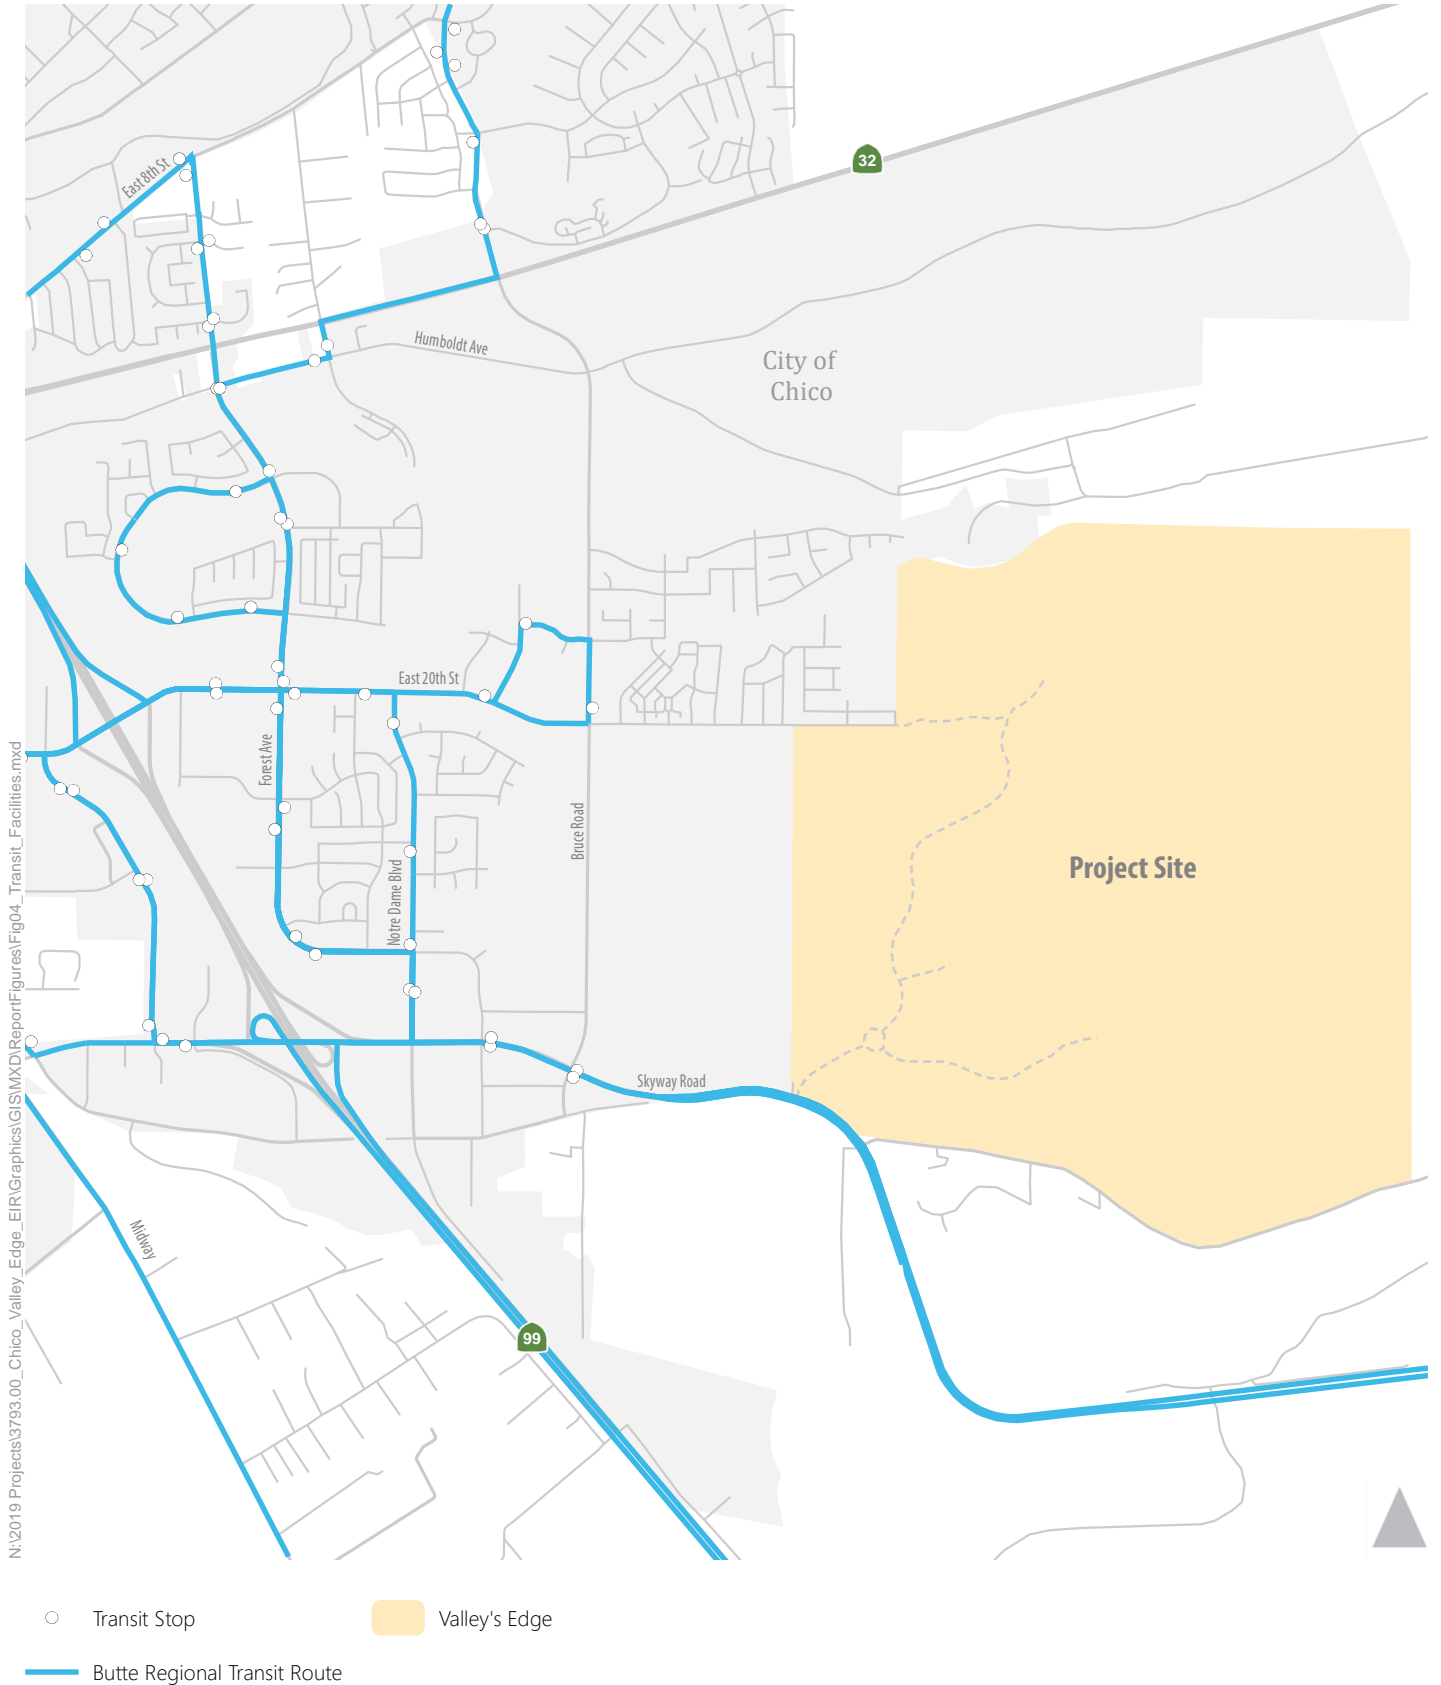 32
East 8th St
Humboldt Ave
City of
Chico
East 20th St
Forest Ave
Bruce Road
Notre Dame Blvd
Project Site
Skyway Road
Midway
99
N:\2019 Projects\3793.00_Chico_Valley_Edge_EIR\Graphics\GIS\MXD\ReportFigures\Fig04_Transit_Facilities.mxd
Transit Stop
Valley's Edge
Butte Regional Transit Route